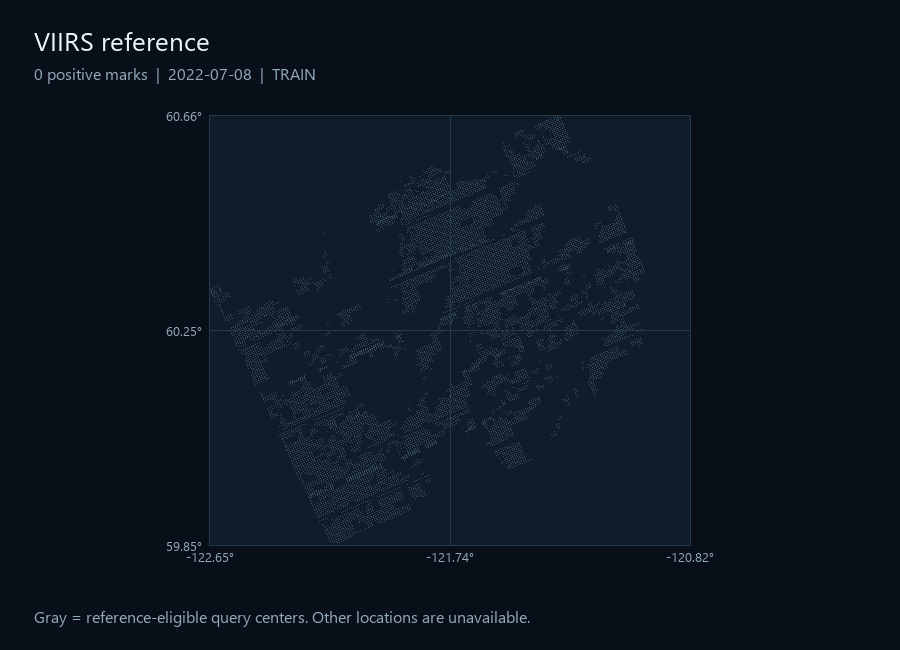 VIIRS reference
0 positive marks | 2022-07-08 | TRAIN
60.66°
60.25°
59.85°
-122.65°
-121.74°
-120.82°
Gray = reference-eligible query centers. Other locations are unavailable.